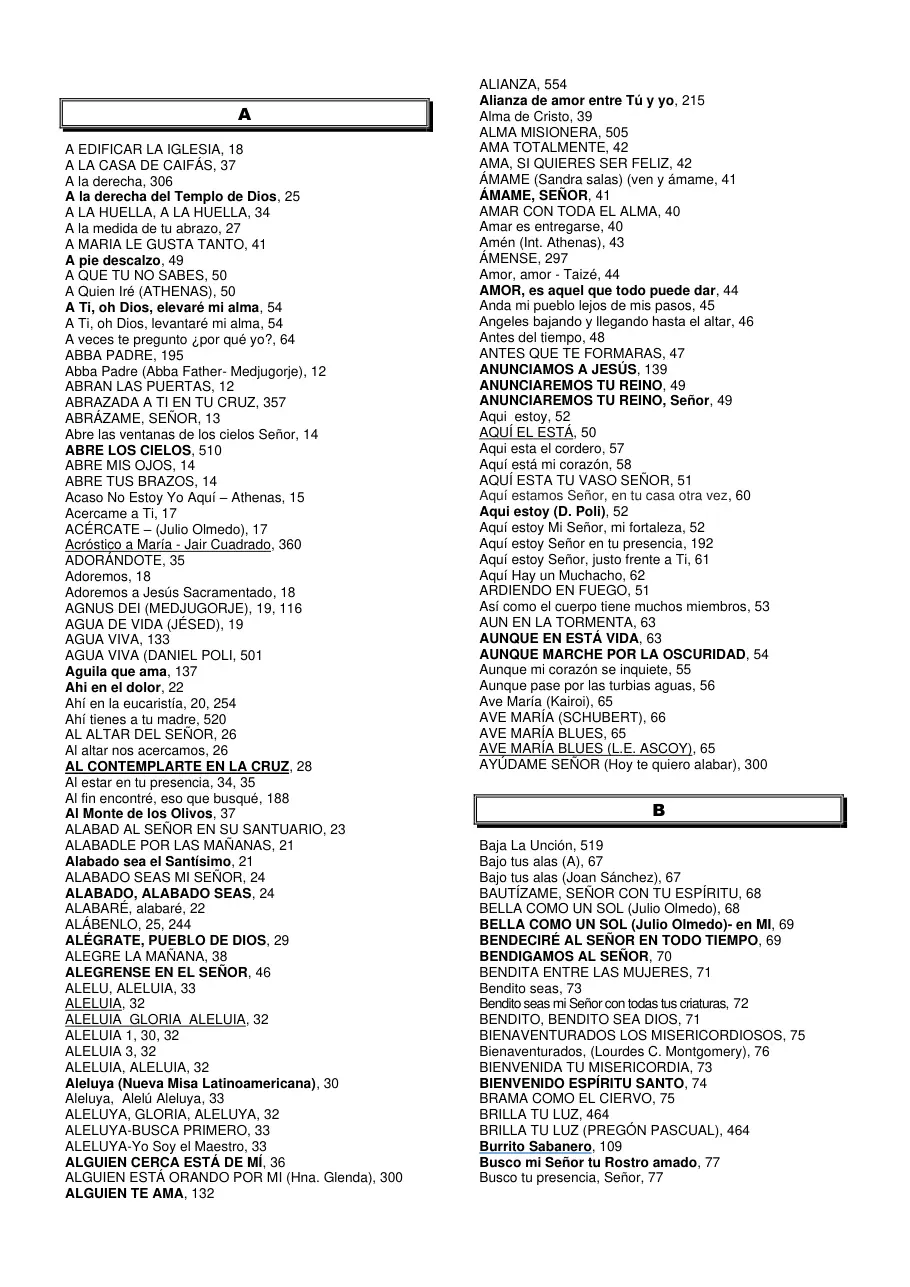 A
A EDIFICAR LA IGLESIA, 18
A LA CASA DE CAIFÁS, 37
A la derecha, 306
A la derecha del Templo de Dios, 25
A LA HUELLA, A LA HUELLA, 34
A la medida de tu abrazo, 27
A MARIA LE GUSTA TANTO, 41
A pie descalzo, 49
A QUE TU NO SABES, 50
A Quien Iré (ATHENAS), 50
A Ti, oh Dios, elevaré mi alma, 54
A Ti, oh Dios, levantaré mi alma, 54
A veces te pregunto ¿por qué yo?, 64
ABBA PADRE, 195
Abba Padre (Abba Father- Medjugorje), 12
ABRAN LAS PUERTAS, 12
ABRAZADA A TI EN TU CRUZ, 357
ABRÁZAME, SEÑOR, 13
Abre las ventanas de los cielos Señor, 14
ABRE LOS CIELOS, 510
ABRE MIS OJOS, 14
ABRE TUS BRAZOS, 14
Acaso No Estoy Yo Aquí – Athenas, 15
Acercame a Ti, 17
ACÉRCATE – (Julio Olmedo), 17
Acróstico a María - Jair Cuadrado, 360
ADORÁNDOTE, 35
Adoremos, 18
Adoremos a Jesús Sacramentado, 18
AGNUS DEI (MEDJUGORJE), 19, 116
AGUA DE VIDA (JÉSED), 19
AGUA VIVA, 133
AGUA VIVA (DANIEL POLI, 501
Aguila que ama, 137
Ahi en el dolor, 22
Ahí en la eucaristía, 20, 254
Ahí tienes a tu madre, 520
AL ALTAR DEL SEÑOR, 26
Al altar nos acercamos, 26
AL CONTEMPLARTE EN LA CRUZ, 28
Al estar en tu presencia, 34, 35
Al fin encontré, eso que busqué, 188
Al Monte de los Olivos, 37
ALABAD AL SEÑOR EN SU SANTUARIO, 23
ALABADLE POR LAS MAÑANAS, 21
Alabado sea el Santísimo, 21
ALABADO SEAS MI SEÑOR, 24
ALABADO, ALABADO SEAS, 24
ALABARÉ, alabaré, 22
ALÁBENLO, 25, 244
ALÉGRATE, PUEBLO DE DIOS, 29
ALEGRE LA MAÑANA, 38
ALEGRENSE EN EL SEÑOR, 46
ALELU, ALELUIA, 33
ALELUIA, 32
ALELUIA  GLORIA  ALELUIA, 32
ALELUIA 1, 30, 32
ALELUIA 3, 32
ALELUIA, ALELUIA, 32
Aleluya (Nueva Misa Latinoamericana), 30
Aleluya,  Alelú Aleluya, 33
ALELUYA, GLORIA, ALELUYA, 32
ALELUYA-BUSCA PRIMERO, 33
ALELUYA-Yo Soy el Maestro, 33
ALGUIEN CERCA ESTÁ DE MÍ, 36
ALGUIEN ESTÁ ORANDO POR MI (Hna. Glenda), 300
ALGUIEN TE AMA, 132
ALIANZA, 554
Alianza de amor entre Tú y yo, 215
Alma de Cristo, 39
ALMA MISIONERA, 505
AMA TOTALMENTE, 42
AMA, SI QUIERES SER FELIZ, 42
ÁMAME (Sandra salas) (ven y ámame, 41
ÁMAME, SEÑOR, 41
AMAR CON TODA EL ALMA, 40
Amar es entregarse, 40
Amén (Int. Athenas), 43
ÁMENSE, 297
Amor, amor - Taizé, 44
AMOR, es aquel que todo puede dar, 44
Anda mi pueblo lejos de mis pasos, 45
Angeles bajando y llegando hasta el altar, 46
Antes del tiempo, 48
ANTES QUE TE FORMARAS, 47
ANUNCIAMOS A JESÚS, 139
ANUNCIAREMOS TU REINO, 49
ANUNCIAREMOS TU REINO, Señor, 49
Aqui  estoy, 52
AQUÍ EL ESTÁ, 50
Aqui esta el cordero, 57
Aquí está mi corazón, 58
AQUÍ ESTA TU VASO SEÑOR, 51
Aquí estamos Señor, en tu casa otra vez, 60
Aqui estoy (D. Poli), 52
Aquí estoy Mi Señor, mi fortaleza, 52
Aquí estoy Señor en tu presencia, 192
Aquí estoy Señor, justo frente a Ti, 61
Aquí Hay un Muchacho, 62
ARDIENDO EN FUEGO, 51
Así como el cuerpo tiene muchos miembros, 53
AUN EN LA TORMENTA, 63
AUNQUE EN ESTÁ VIDA, 63
AUNQUE MARCHE POR LA OSCURIDAD, 54
Aunque mi corazón se inquiete, 55
Aunque pase por las turbias aguas, 56
Ave María (Kairoi), 65
AVE MARÍA (SCHUBERT), 66
AVE MARÍA BLUES, 65
AVE MARÍA BLUES (L.E. ASCOY), 65
AYÚDAME SEÑOR (Hoy te quiero alabar), 300
B
Baja La Unción, 519
Bajo tus alas (A), 67
Bajo tus alas (Joan Sánchez), 67
BAUTÍZAME, SEÑOR CON TU ESPÍRITU, 68
BELLA COMO UN SOL (Julio Olmedo), 68
BELLA COMO UN SOL (Julio Olmedo)- en MI, 69
BENDECIRÉ AL SEÑOR EN TODO TIEMPO, 69
BENDIGAMOS AL SEÑOR, 70
BENDITA ENTRE LAS MUJERES, 71
Bendito seas, 73
Bendito seas mi Señor con todas tus criaturas, 72
BENDITO, BENDITO SEA DIOS, 71
BIENAVENTURADOS LOS MISERICORDIOSOS, 75
Bienaventurados, (Lourdes C. Montgomery), 76
BIENVENIDA TU MISERICORDIA, 73
BIENVENIDO ESPÍRITU SANTO, 74
BRAMA COMO EL CIERVO, 75
BRILLA TU LUZ, 464
BRILLA TU LUZ (PREGÓN PASCUAL), 464
Burrito Sabanero, 109
Busco mi Señor tu Rostro amado, 77
Busco tu presencia, Señor, 77